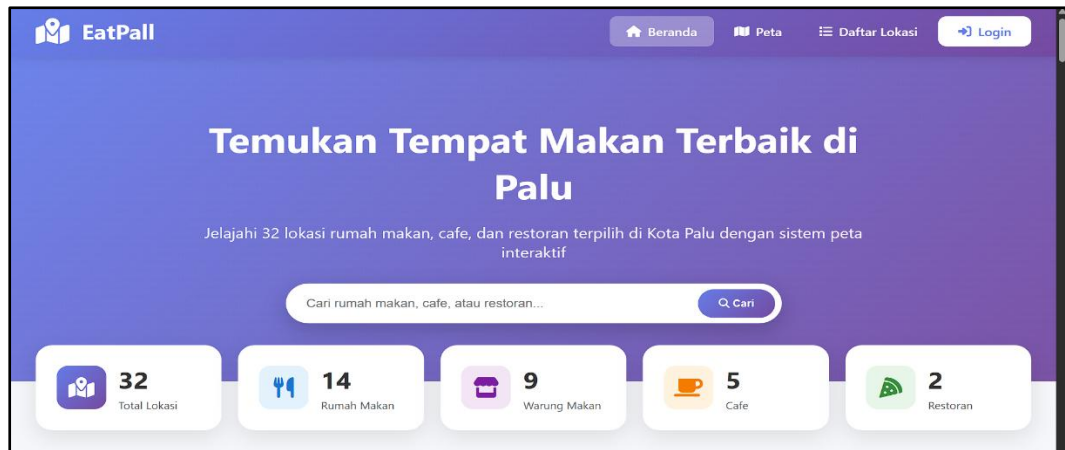 EatPall
Beranda
Peta
Daftar Lokasi
Login
Temukan Tempat Makan Terbaik di
Palu
Jelajahi 32 lokasi rumah makan, cafe, dan restoran terpilih di Kota Palu dengan sistem peta
interaktif
Cari rumah makan, cafe, atau restoran...
Cari
32
Total Lokasi
14
Rumah Makan
9
Warung Makan
5
Cafe
2
Restoran